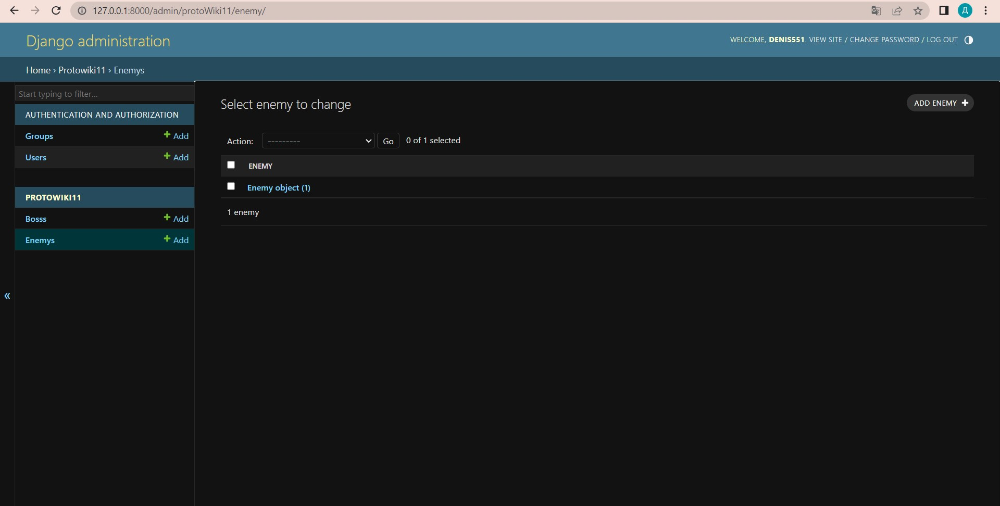 127.0.0.1:8000/admin/protoWiki11/enemy/
Д
Django administration
WELCOME, DENIS551. VIEW SITE / CHANGE PASSWORD / LOG OUT
Home › Protowiki11 › Enemys
Start typing to filter...
AUTHENTICATION AND AUTHORIZATION
Groups + Add
Users + Add
PROTOWIKI11
Bosss + Add
Enemys + Add
«
Select enemy to change
ADD ENEMY +
Action: --------- Go 0 of 1 selected
ENEMY
Enemy object (1)
1 enemy